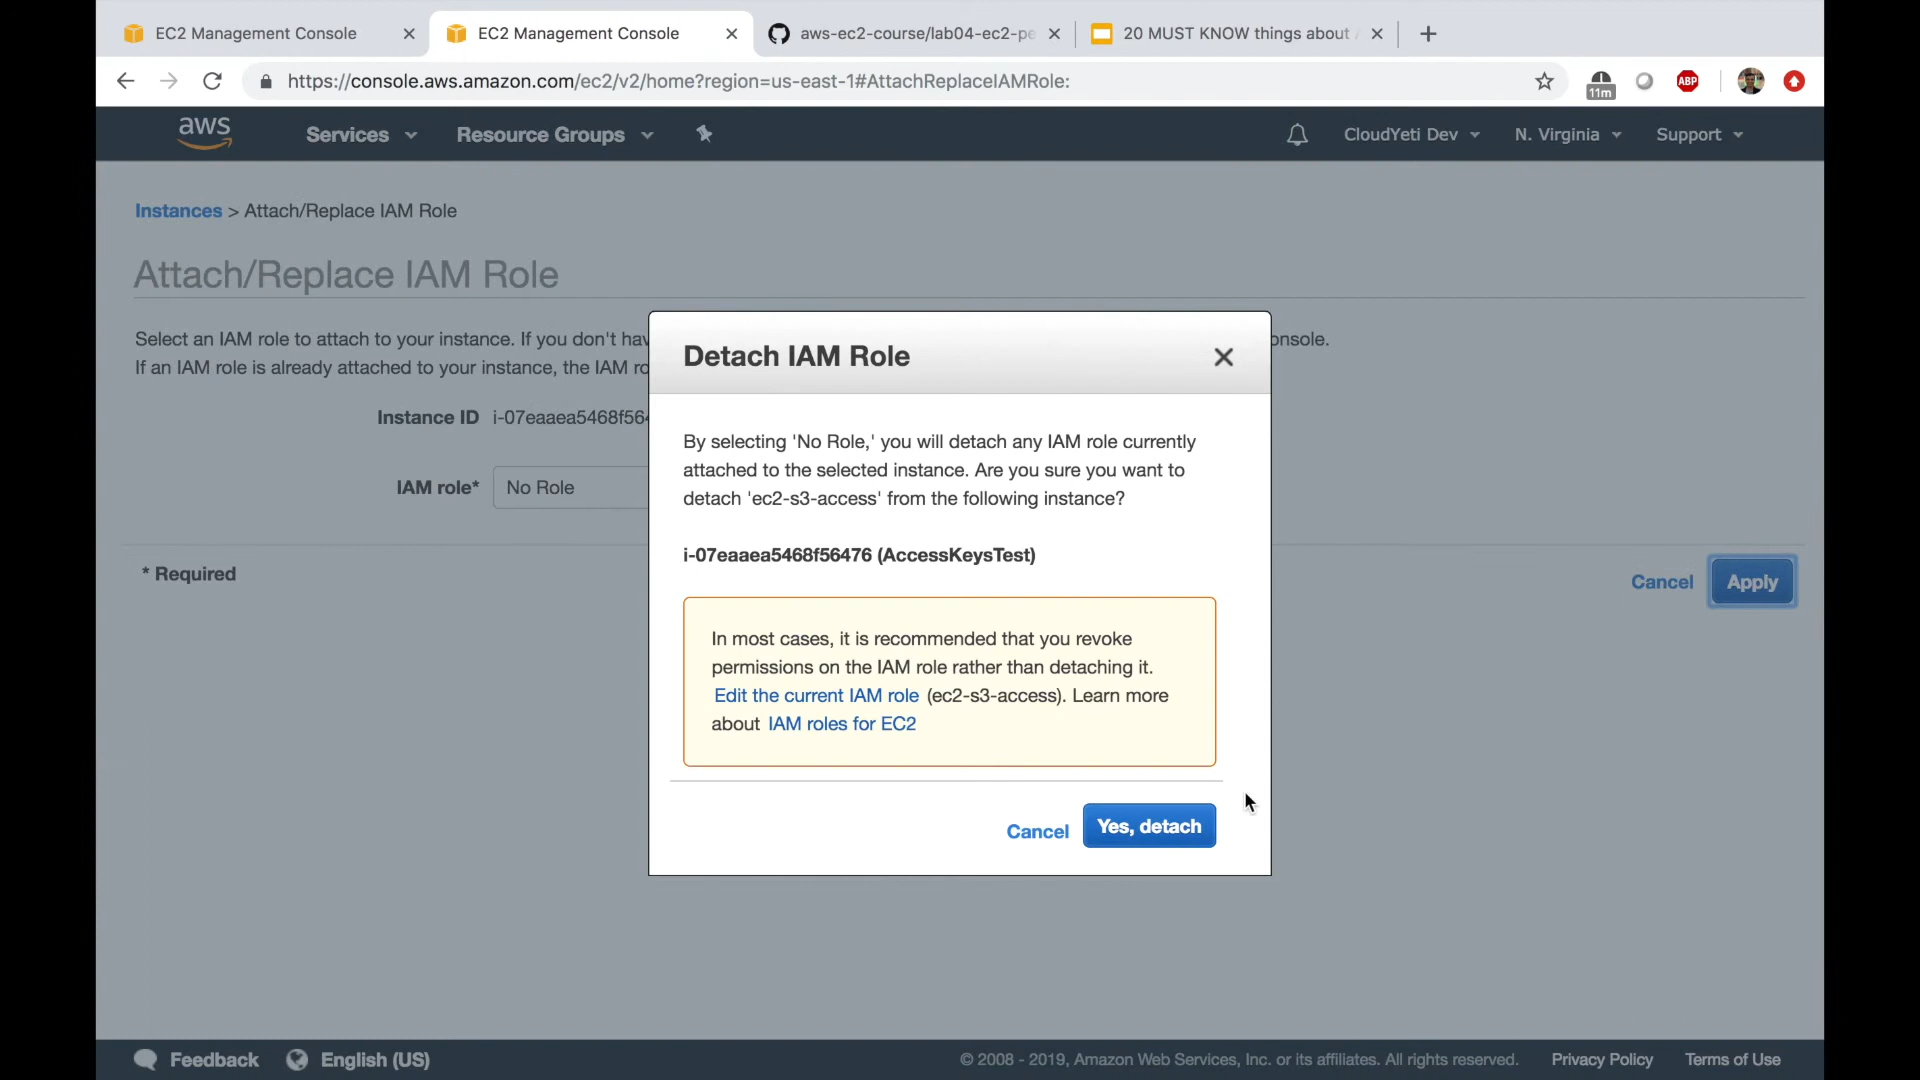 EC2 Management Console
EC2 Management Console
aws-ec2-course/lab04-ec2-pe
20 MUST KNOW things about
https://console.aws.amazon.com/ec2/v2/home?region=us-east-1#AttachReplaceIAMRole:
11m
ABP
aws
Services
Resource Groups
CloudYeti Dev
N. Virginia
Support
Instances > Attach/Replace IAM Role
Attach/Replace IAM Role
Select an IAM role to attach to your instance. If you don't hav
onsole.
If an IAM role is already attached to your instance, the IAM ro
Instance ID i-07eaaea5468f564
IAM role* No Role
* Required
Cancel
Apply
Detach IAM Role
By selecting 'No Role,' you will detach any IAM role currently
attached to the selected instance. Are you sure you want to
detach 'ec2-s3-access' from the following instance?
i-07eaaea5468f56476 (AccessKeysTest)
In most cases, it is recommended that you revoke
permissions on the IAM role rather than detaching it.
Edit the current IAM role (ec2-s3-access). Learn more
about IAM roles for EC2
Cancel
Yes, detach
Feedback
English (US)
© 2008 - 2019, Amazon Web Services, Inc. or its affiliates. All rights reserved.
Privacy Policy
Terms of Use